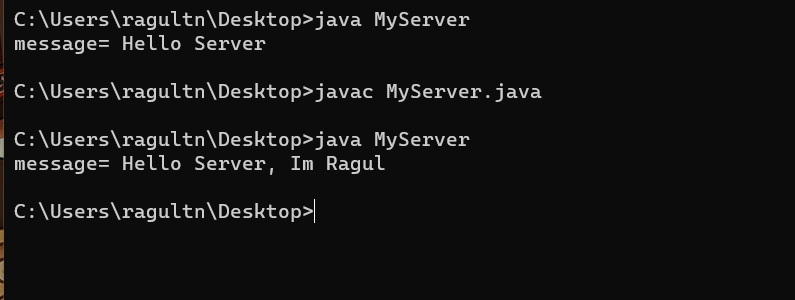 C:\Users\ragultn\Desktop>java MyServer
message= Hello Server
C:\Users\ragultn\Desktop>javac MyServer.java
C:\Users\ragultn\Desktop>java MyServer
message= Hello Server, Im Ragul
C:\Users\ragultn\Desktop>